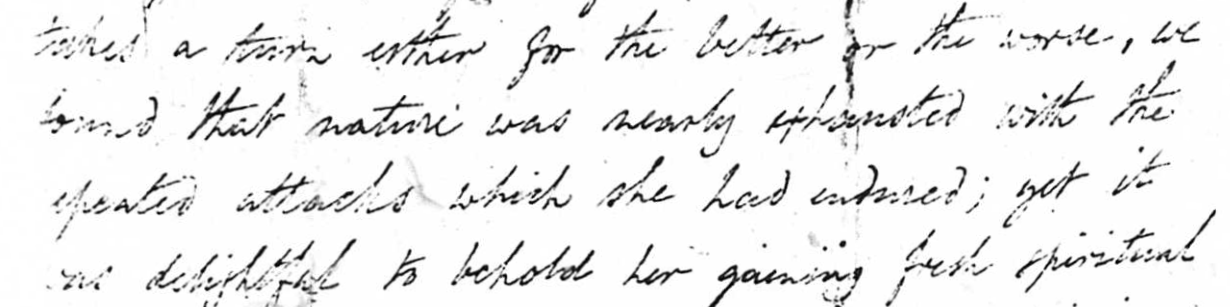 takes a turn either for the better or the worse, we
found that nature was nearly exhausted with the
repeated attacks which she had endured; yet it
was delightful to behold her gaining fresh spiritual